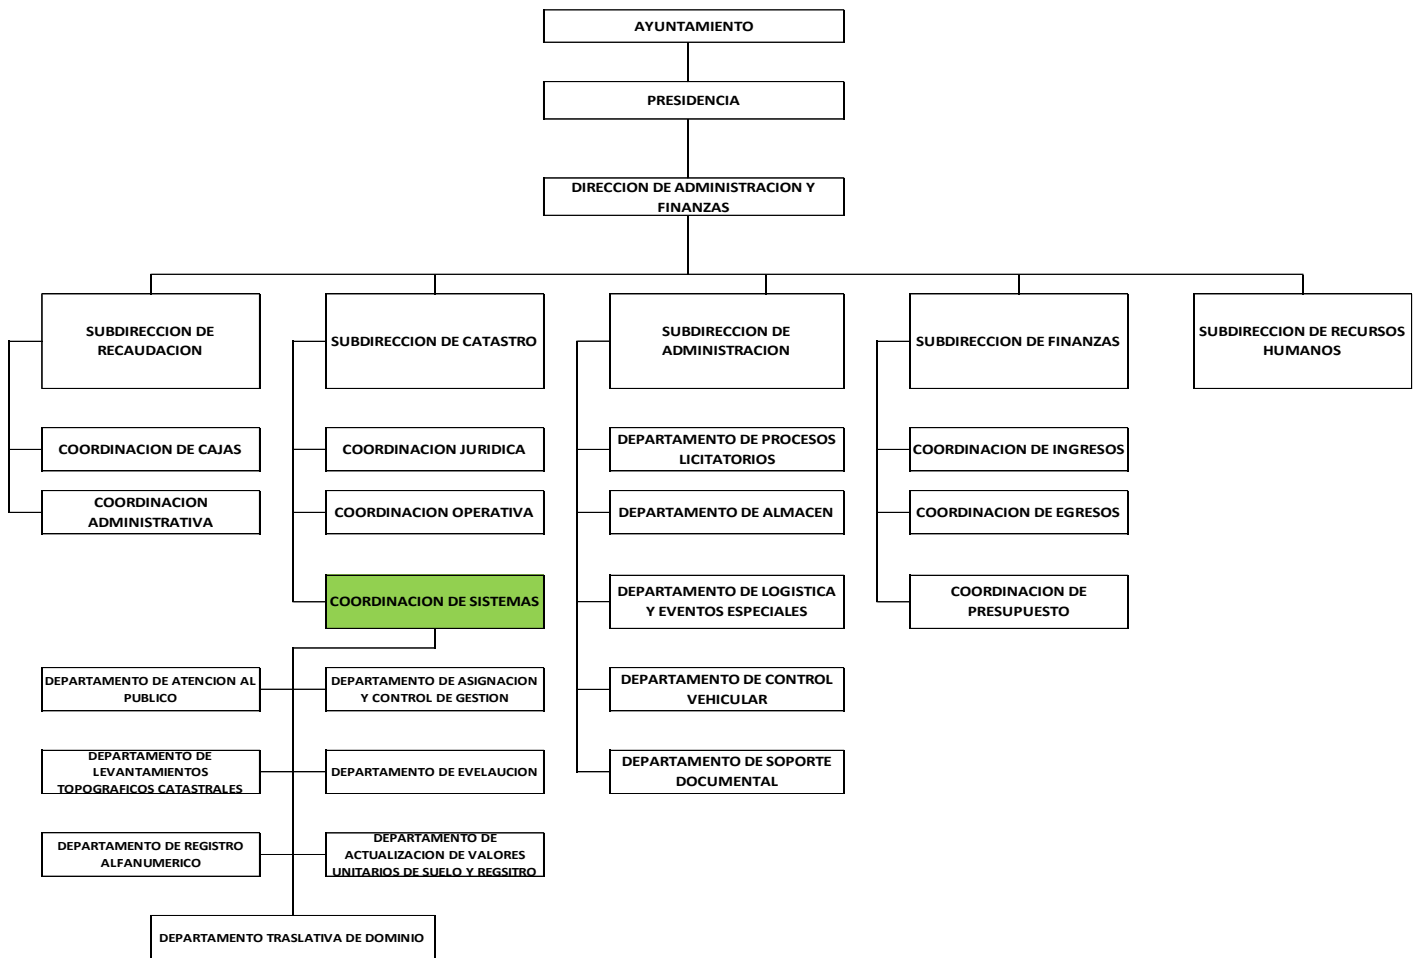 AYUNTAMIENTO
PRESIDENCIA
DIRECCION DE ADMINISTRACION Y
FINANZAS
SUBDIRECCION DE
RECAUDACION
SUBDIRECCION DE CATASTRO
SUBDIRECCION DE
ADMINISTRACION
SUBDIRECCION DE FINANZAS
SUBDIRECCION DE RECURSOS
HUMANOS
COORDINACION DE CAJAS
COORDINACION JURIDICA
DEPARTAMENTO DE PROCESOS
LICITATORIOS
COORDINACION DE INGRESOS
COORDINACION
ADMINISTRATIVA
COORDINACION OPERATIVA
DEPARTAMENTO DE ALMACEN
COORDINACION DE EGRESOS
COORDINACION DE SISTEMAS
DEPARTAMENTO DE LOGISTICA
Y EVENTOS ESPECIALES
COORDINACION DE
PRESUPUESTO
DEPARTAMENTO DE ATENCION AL
PUBLICO
DEPARTAMENTO DE ASIGNACION
Y CONTROL DE GESTION
DEPARTAMENTO DE CONTROL
VEHICULAR
DEPARTAMENTO DE
LEVANTAMIENTOS
TOPOGRAFICOS CATASTRALES
DEPARTAMENTO DE EVELAUCION
DEPARTAMENTO DE SOPORTE
DOCUMENTAL
DEPARTAMENTO DE REGISTRO
ALFANUMERICO
DEPARTAMENTO DE
ACTUALIZACION DE VALORES
UNITARIOS DE SUELO Y REGSITRO
DEPARTAMENTO TRASLATIVA DE DOMINIO